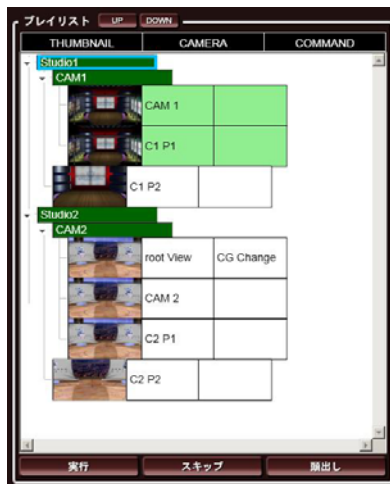 プレイリスト UP DOWN
THUMBNAIL CAMERA COMMAND
Studio1
CAM1
CAM 1
C1 P1
C1 P2
Studio2
CAM2
root View CG Change
CAM 2
C2 P1
C2 P2
実行 スキップ 頭出し